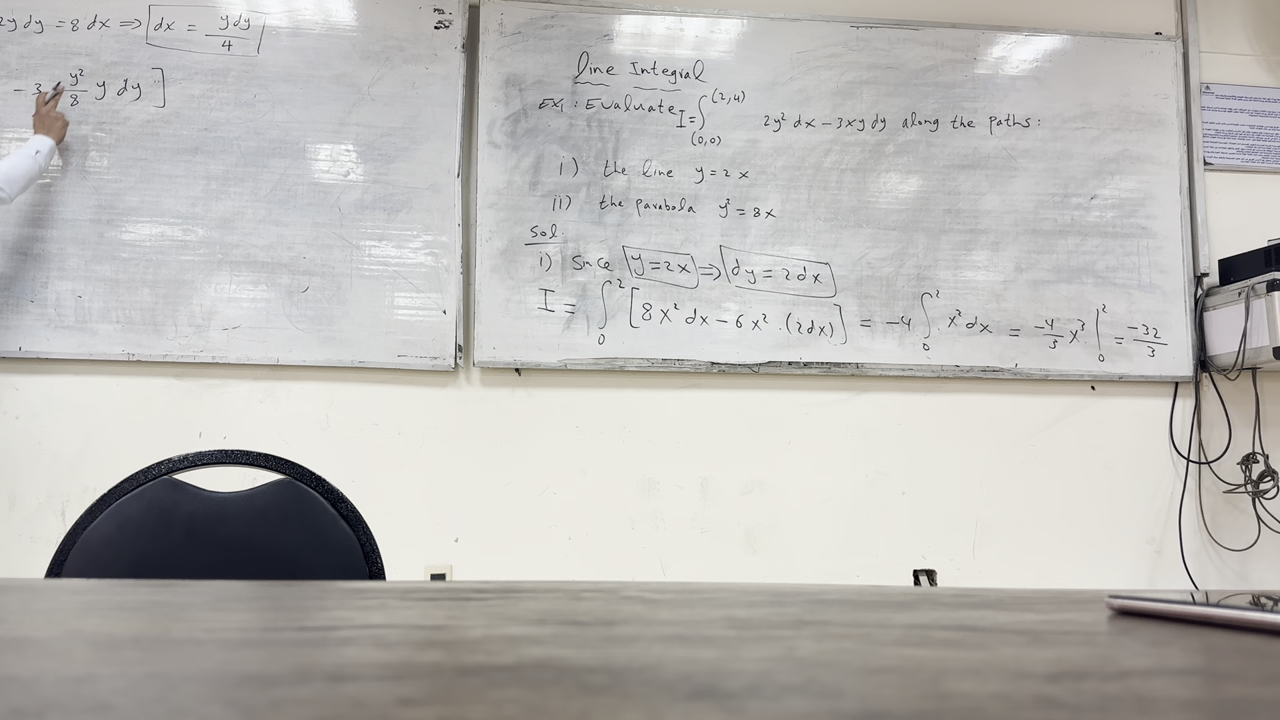 2y dy = 8 dx ⇒ dx = y dy / 4
- 3 y² / 8 y dy ]
Line Integral
EX1 : Evaluate I = ∫_(0,0)^(2,4) 2y² dx - 3xy dy along the paths :
i) the line y = 2x
ii) the parabola y² = 8x
Sol.
i) Since y = 2x ⇒ dy = 2dx
I = ∫_0^2 [ 8x² dx - 6x² . (2dx) ] = -4 ∫_0^2 x² dx = -4/3 x³ |_0^2 = -32/3